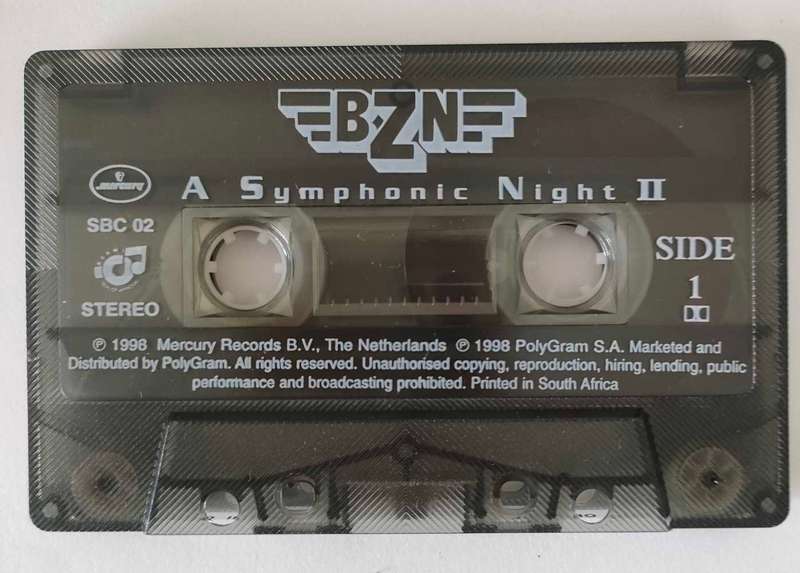 BZN
A Symphonic Night II
mercury
SBC 02
SIDE
1
STEREO
℗ 1998 Mercury Records B.V., The Netherlands ℗ 1998 PolyGram S.A. Marketed and
Distributed by PolyGram. All rights reserved. Unauthorised copying, reproduction, hiring, lending, public
performance and broadcasting prohibited. Printed in South Africa